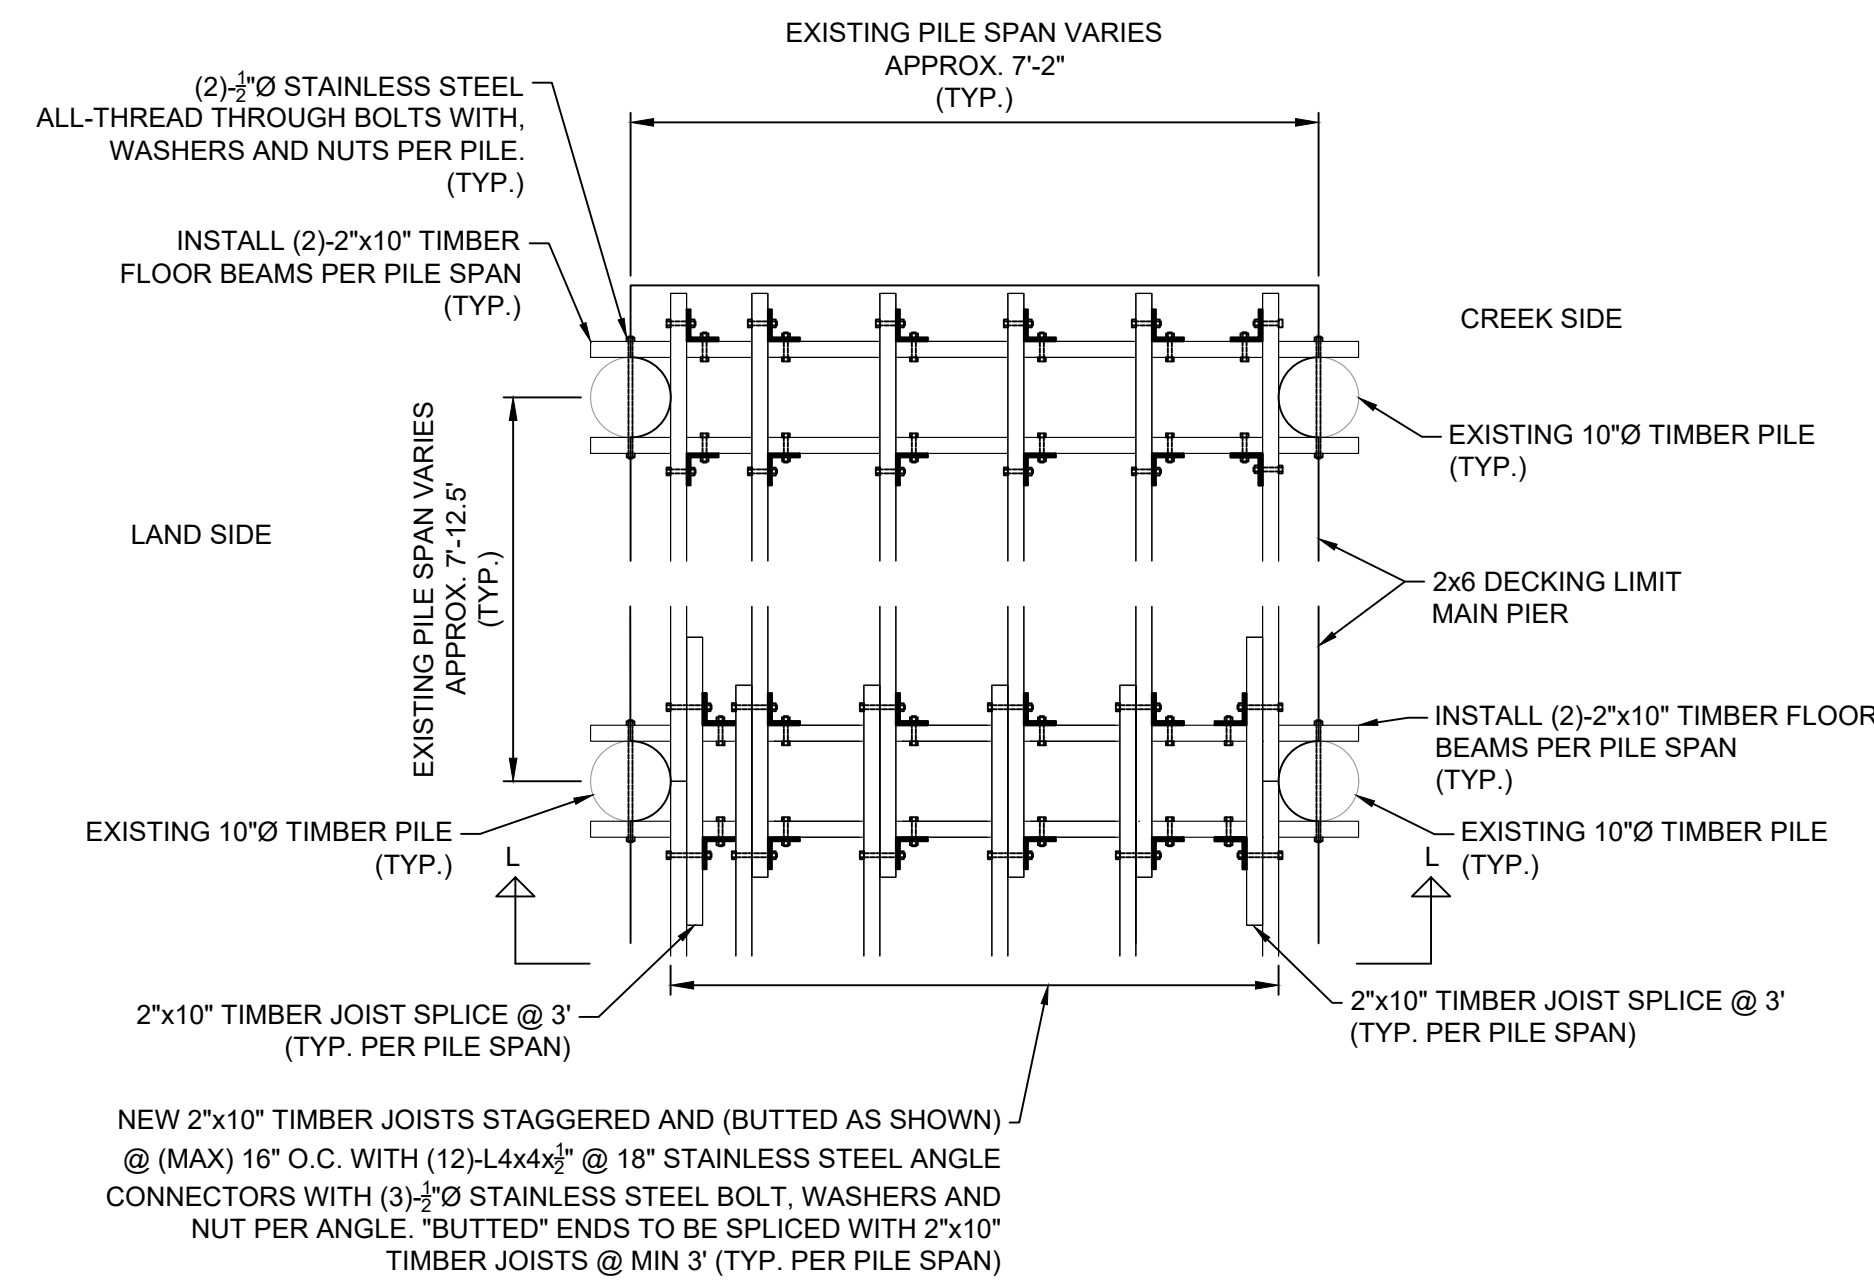 EXISTING PILE SPAN VARIES
APPROX. 7'-2"
(TYP.)
(2)-½"Ø STAINLESS STEEL
ALL-THREAD THROUGH BOLTS WITH,
WASHERS AND NUTS PER PILE.
(TYP.)
INSTALL (2)-2"x10" TIMBER
FLOOR BEAMS PER PILE SPAN
(TYP.)
CREEK SIDE
EXISTING 10"Ø TIMBER PILE
(TYP.)
LAND SIDE
EXISTING PILE SPAN VARIES
APPROX. 7'-12.5'
(TYP.)
2x6 DECKING LIMIT
MAIN PIER
INSTALL (2)-2"x10" TIMBER FLOOR
BEAMS PER PILE SPAN
(TYP.)
EXISTING 10"Ø TIMBER PILE
(TYP.)
EXISTING 10"Ø TIMBER PILE
(TYP.)
L
L
2"x10" TIMBER JOIST SPLICE @ 3'
(TYP. PER PILE SPAN)
2"x10" TIMBER JOIST SPLICE @ 3'
(TYP. PER PILE SPAN)
NEW 2"x10" TIMBER JOISTS STAGGERED AND (BUTTED AS SHOWN)
@ (MAX) 16" O.C. WITH (12)-L4x4x½" @ 18" STAINLESS STEEL ANGLE
CONNECTORS WITH (3)-½"Ø STAINLESS STEEL BOLT, WASHERS AND
NUT PER ANGLE. "BUTTED" ENDS TO BE SPLICED WITH 2"x10"
TIMBER JOISTS @ MIN 3' (TYP. PER PILE SPAN)